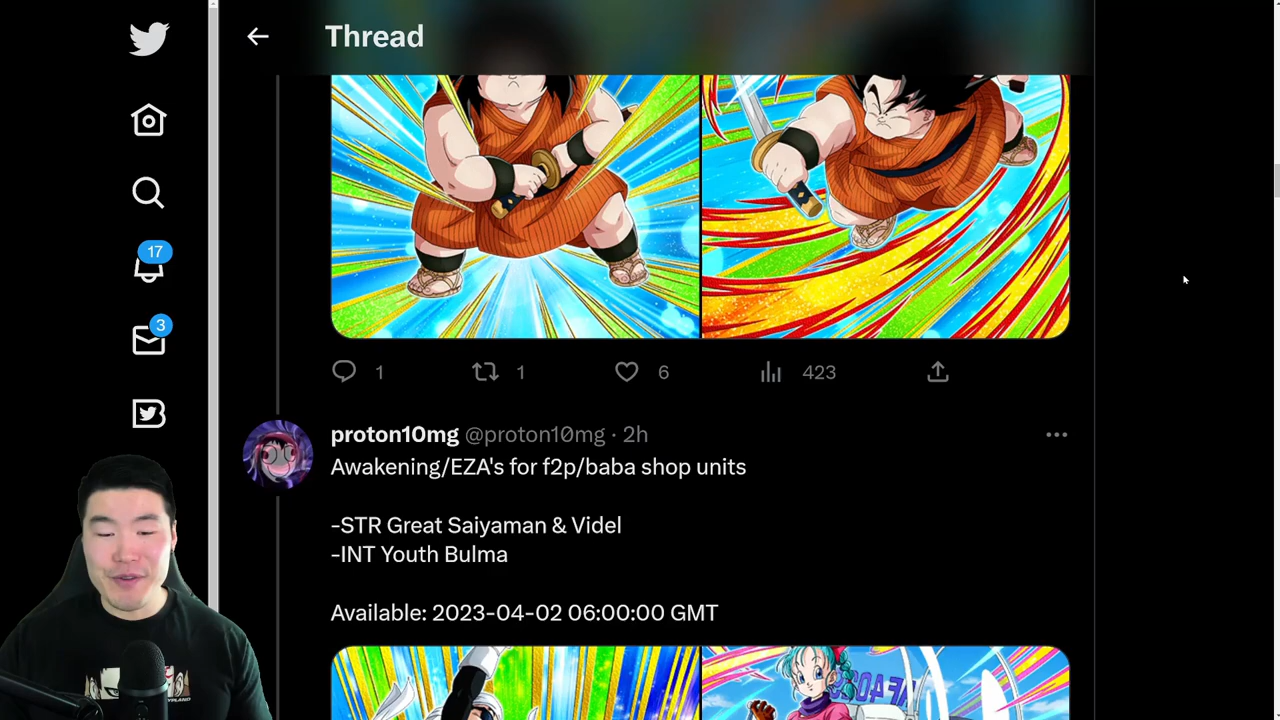 Thread
17
3
1
1
6
423
proton10mg @proton10mg · 2h
Awakening/EZA's for f2p/baba shop units
-STR Great Saiyaman & Videl
-INT Youth Bulma
Available: 2023-04-02 06:00:00 GMT